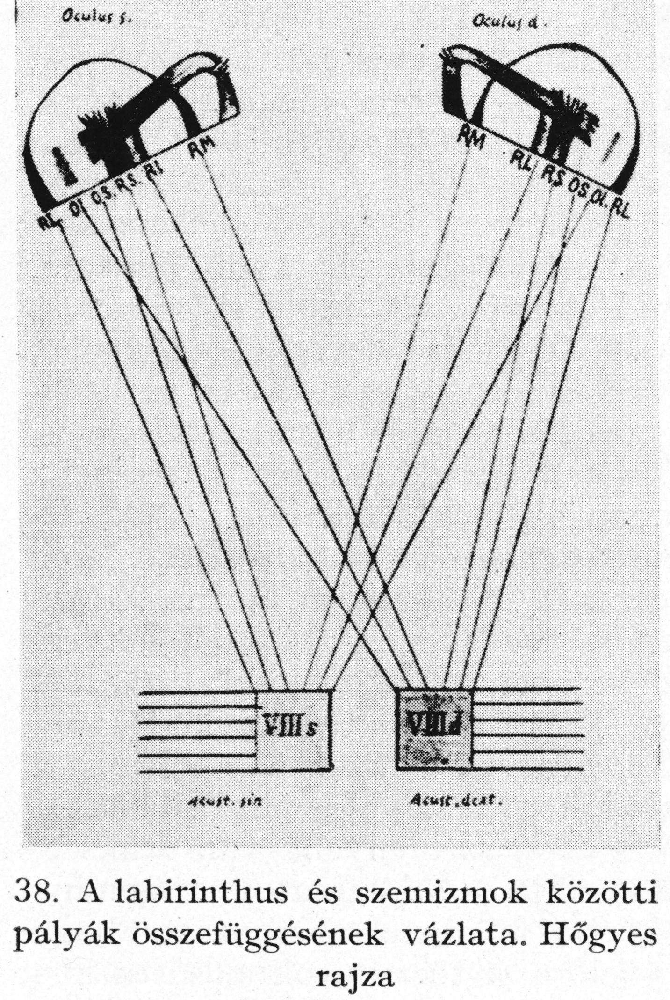 Oculus s.
Oculus d.
RL OI OS. RS. RI RM
RM RL RS OS OI. RL
VIII s
VIII d
Acust. sin
Acust. dext.
38. A labirinthus és szemizmok közötti
pályák összefüggésének vázlata. Hőgyes
rajza